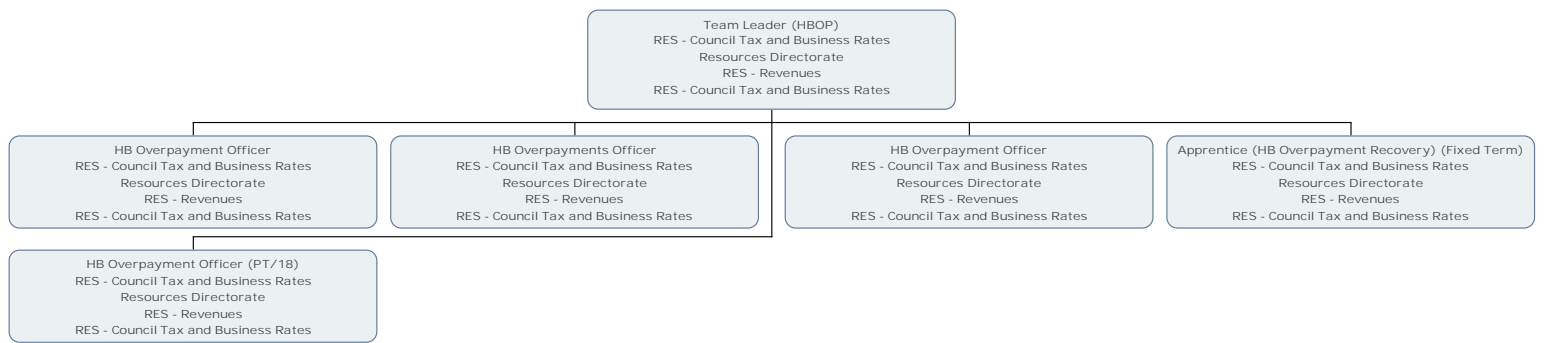 Team Leader (HBOP)
RES - Council Tax and Business Rates
Resources Directorate
RES - Revenues
RES - Council Tax and Business Rates
HB Overpayment Officer
RES - Council Tax and Business Rates
Resources Directorate
RES - Revenues
RES - Council Tax and Business Rates
HB Overpayments Officer
RES - Council Tax and Business Rates
Resources Directorate
RES - Revenues
RES - Council Tax and Business Rates
HB Overpayment Officer
RES - Council Tax and Business Rates
Resources Directorate
RES - Revenues
RES - Council Tax and Business Rates
Apprentice (HB Overpayment Recovery) (Fixed Term)
RES - Council Tax and Business Rates
Resources Directorate
RES - Revenues
RES - Council Tax and Business Rates
HB Overpayment Officer (PT/18)
RES - Council Tax and Business Rates
Resources Directorate
RES - Revenues
RES - Council Tax and Business Rates